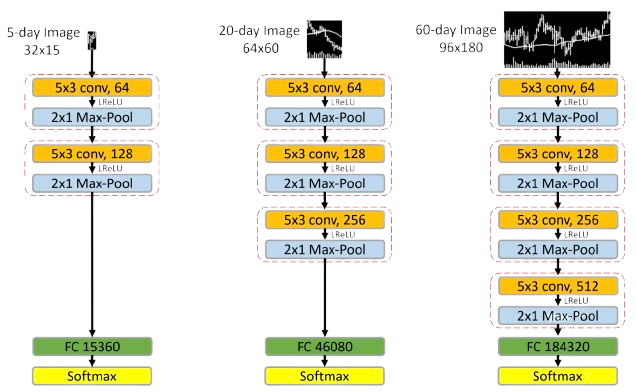 5-day Image
32x15
5x3 conv, 64
LReLU
2x1 Max-Pool
5x3 conv, 128
LReLU
2x1 Max-Pool
FC 15360
Softmax
20-day Image
64x60
5x3 conv, 64
LReLU
2x1 Max-Pool
5x3 conv, 128
LReLU
2x1 Max-Pool
5x3 conv, 256
LReLU
2x1 Max-Pool
FC 46080
Softmax
60-day Image
96x180
5x3 conv, 64
LReLU
2x1 Max-Pool
5x3 conv, 128
LReLU
2x1 Max-Pool
5x3 conv, 256
LReLU
2x1 Max-Pool
5x3 conv, 512
LReLU
2x1 Max-Pool
FC 184320
Softmax